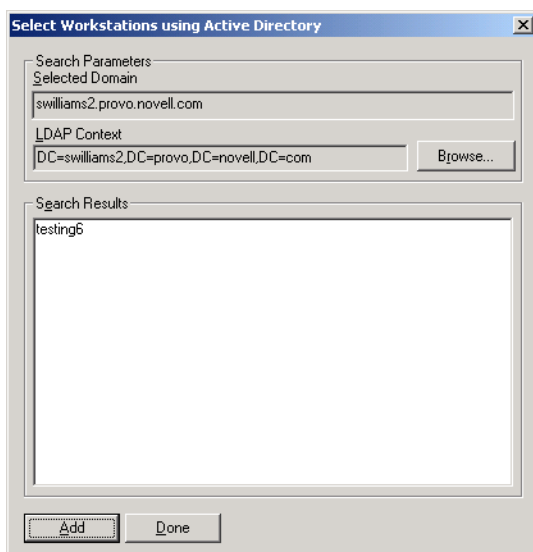 Select Workstations using Active Directory
Search Parameters
Selected Domain
swilliams2.provo.novell.com
LDAP Context
DC=swilliams2,DC=provo,DC=novell,DC=com
Browse...
Search Results
testing6
Add
Done